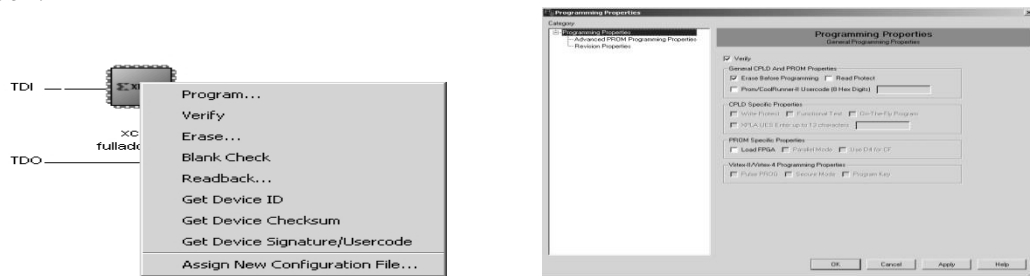 TDI
xc
fulladd
TDO
Program...
Verify
Erase...
Blank Check
Readback...
Get Device ID
Get Device Checksum
Get Device Signature/Usercode
Assign New Configuration File...
Programming Properties
Category
Programming Properties
Advanced PROM Programming Properties
Revision Properties
Programming Properties
General Programming Properties
Verify
General CPLD And PROM Properties
Erase Before Programming Read Protect
Prom/CoolRunner-II Usercode (8 Hex Digits)
CPLD Specific Properties
Write Protect Functional Test On-The-Fly Program
XPLA UES Enter up to 13 characters
PROM Specific Properties
Load FPGA Parallel Mode Use D4 for CF
Virtex-II/Virtex-4 Programming Properties
Pulse PROG Secure Mode Program Key
OK Cancel Apply Help